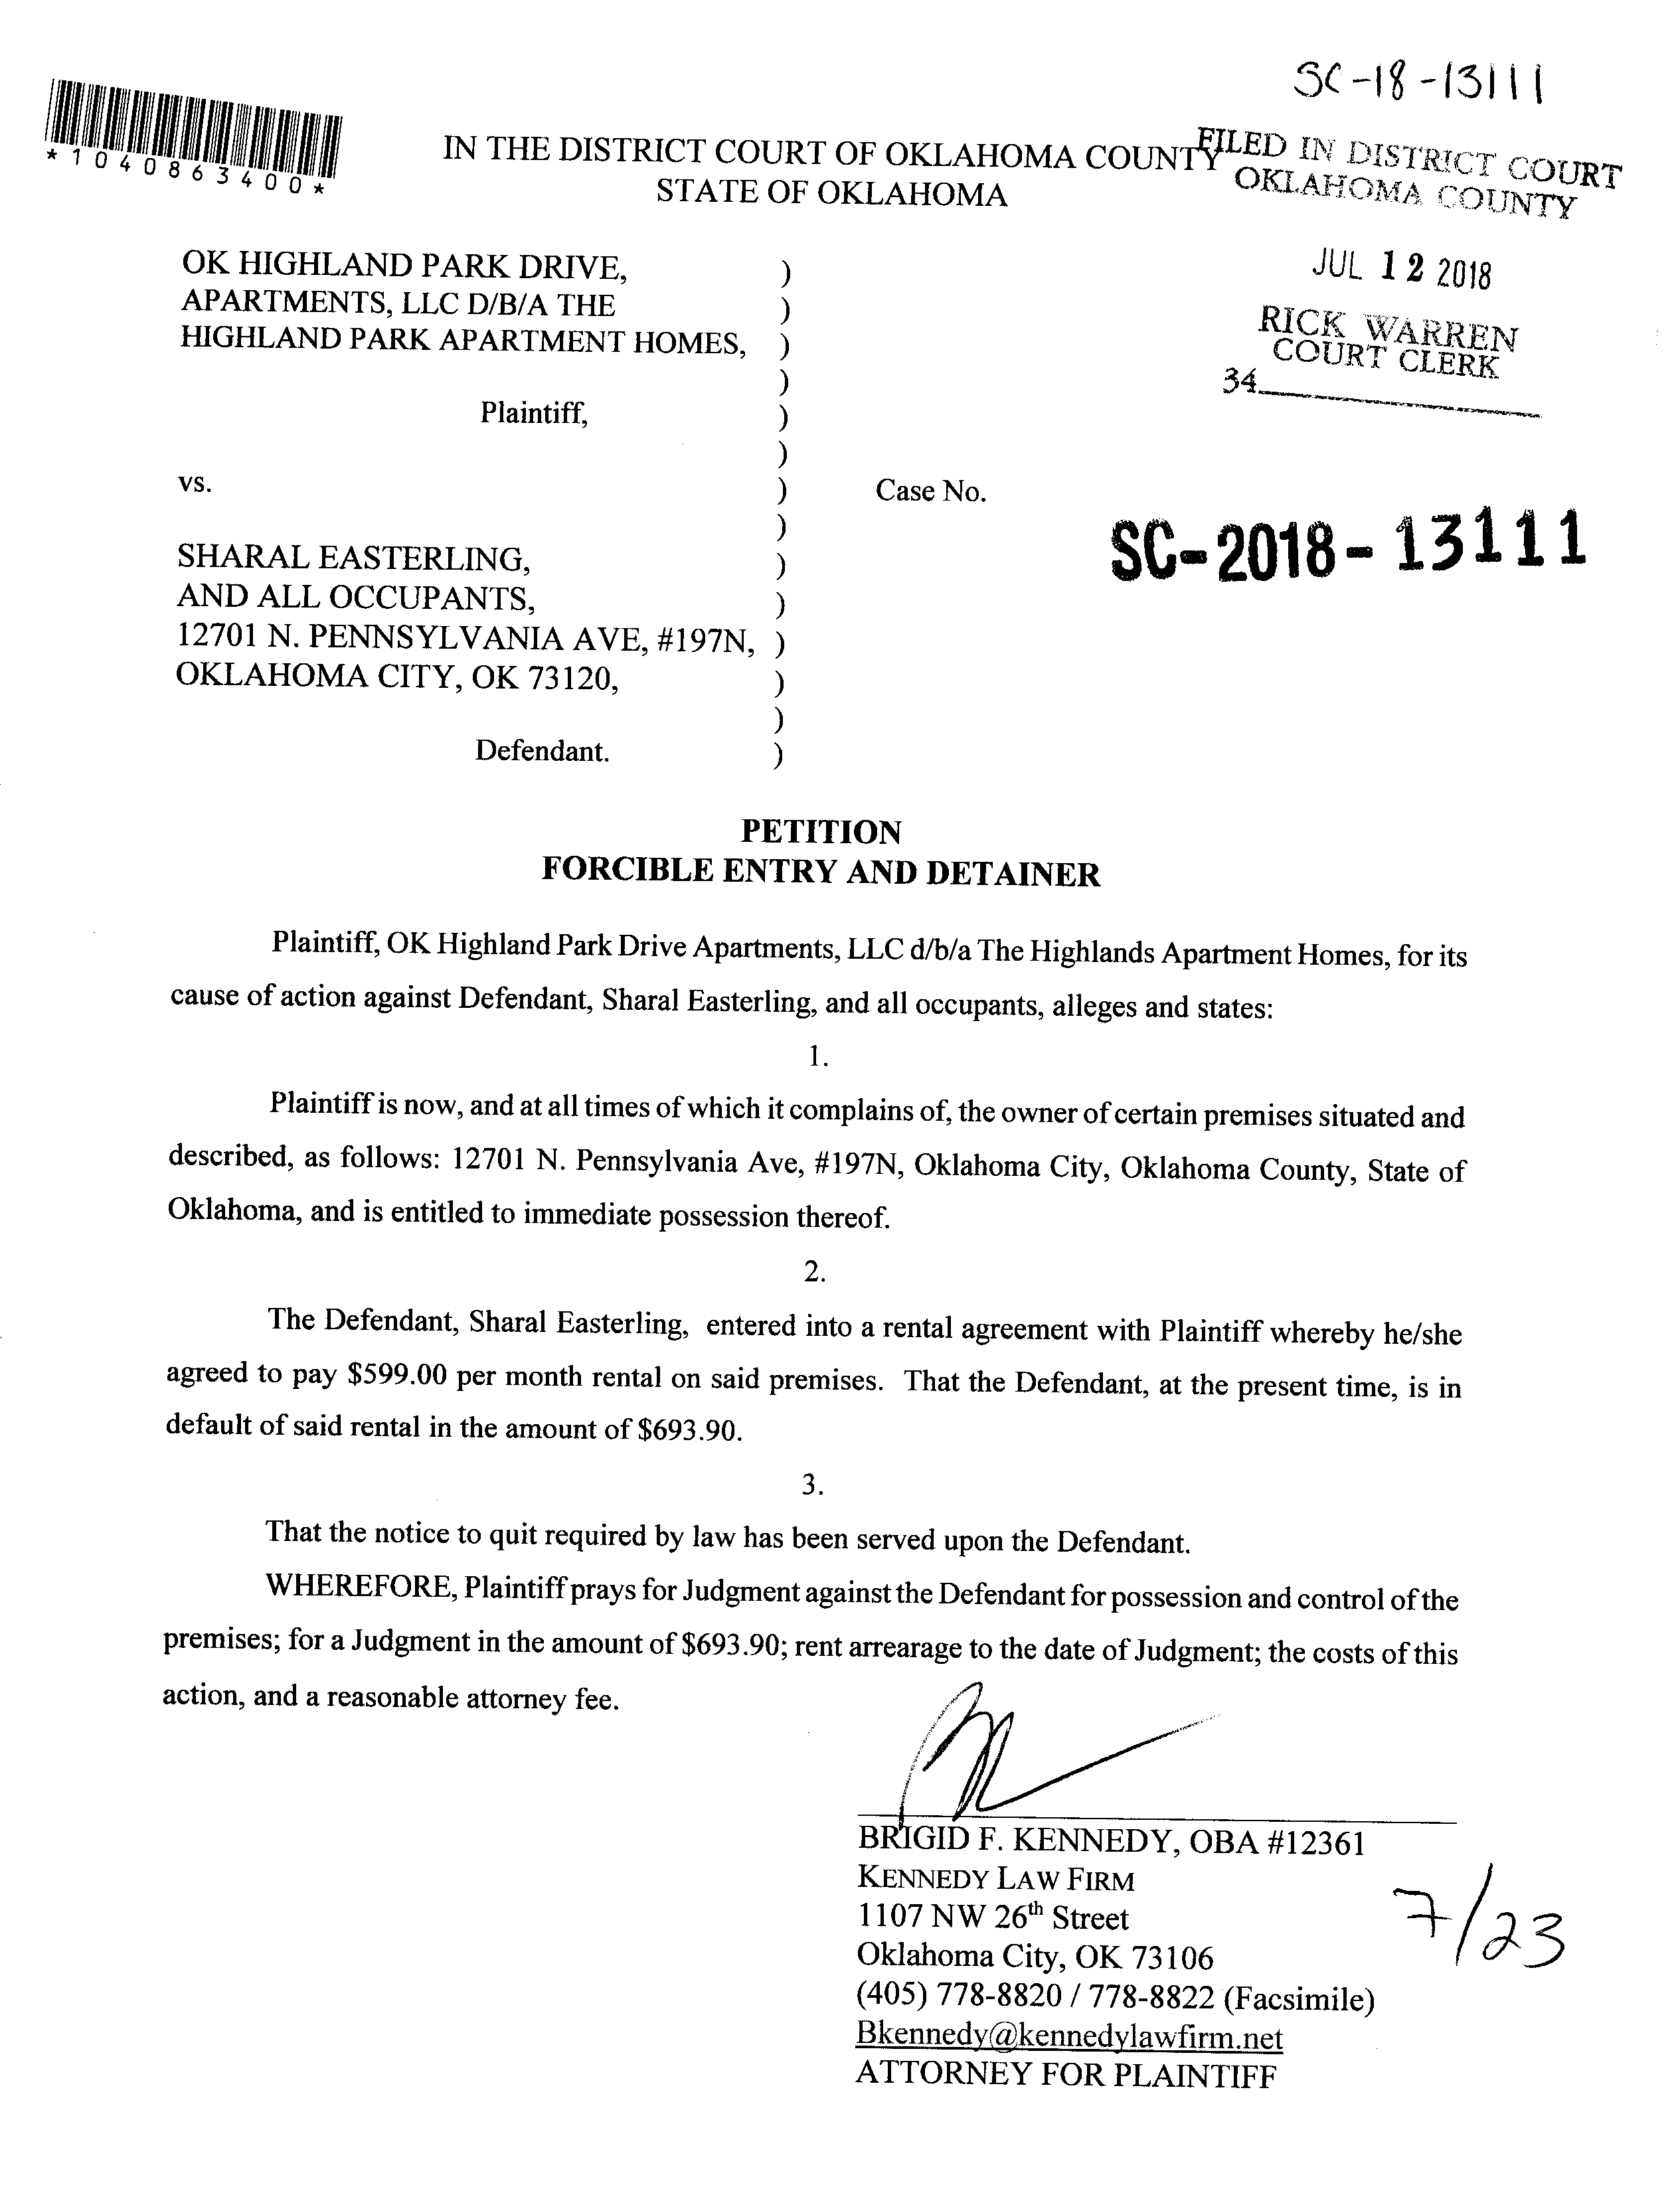 SC-18-13111
*1040863400*
IN THE DISTRICT COURT OF OKLAHOMA COUNTY
STATE OF OKLAHOMA
FILED IN DISTRICT COURT
OKLAHOMA COUNTY
JUL 12 2018
RICK WARREN
COURT CLERK
34
OK HIGHLAND PARK DRIVE, )
APARTMENTS, LLC D/B/A THE )
HIGHLAND PARK APARTMENT HOMES, )
)
Plaintiff, )
)
vs. ) Case No.
)
SC-2018-13111
SHARAL EASTERLING, )
AND ALL OCCUPANTS, )
12701 N. PENNSYLVANIA AVE, #197N, )
OKLAHOMA CITY, OK 73120, )
)
Defendant. )
PETITION
FORCIBLE ENTRY AND DETAINER
Plaintiff, OK Highland Park Drive Apartments, LLC d/b/a The Highlands Apartment Homes, for its
cause of action against Defendant, Sharal Easterling, and all occupants, alleges and states:
1.
Plaintiff is now, and at all times of which it complains of, the owner of certain premises situated and
described, as follows: 12701 N. Pennsylvania Ave, #197N, Oklahoma City, Oklahoma County, State of
Oklahoma, and is entitled to immediate possession thereof.
2.
The Defendant, Sharal Easterling, entered into a rental agreement with Plaintiff whereby he/she
agreed to pay $599.00 per month rental on said premises. That the Defendant, at the present time, is in
default of said rental in the amount of $693.90.
3.
That the notice to quit required by law has been served upon the Defendant.
WHEREFORE, Plaintiff prays for Judgment against the Defendant for possession and control of the
premises; for a Judgment in the amount of $693.90; rent arrearage to the date of Judgment; the costs of this
action, and a reasonable attorney fee.
BRIGID F. KENNEDY, OBA #12361
KENNEDY LAW FIRM
1107 NW 26th Street
Oklahoma City, OK 73106
(405) 778-8820 / 778-8822 (Facsimile)
Bkennedy@kennedylawfirm.net
ATTORNEY FOR PLAINTIFF
7/23